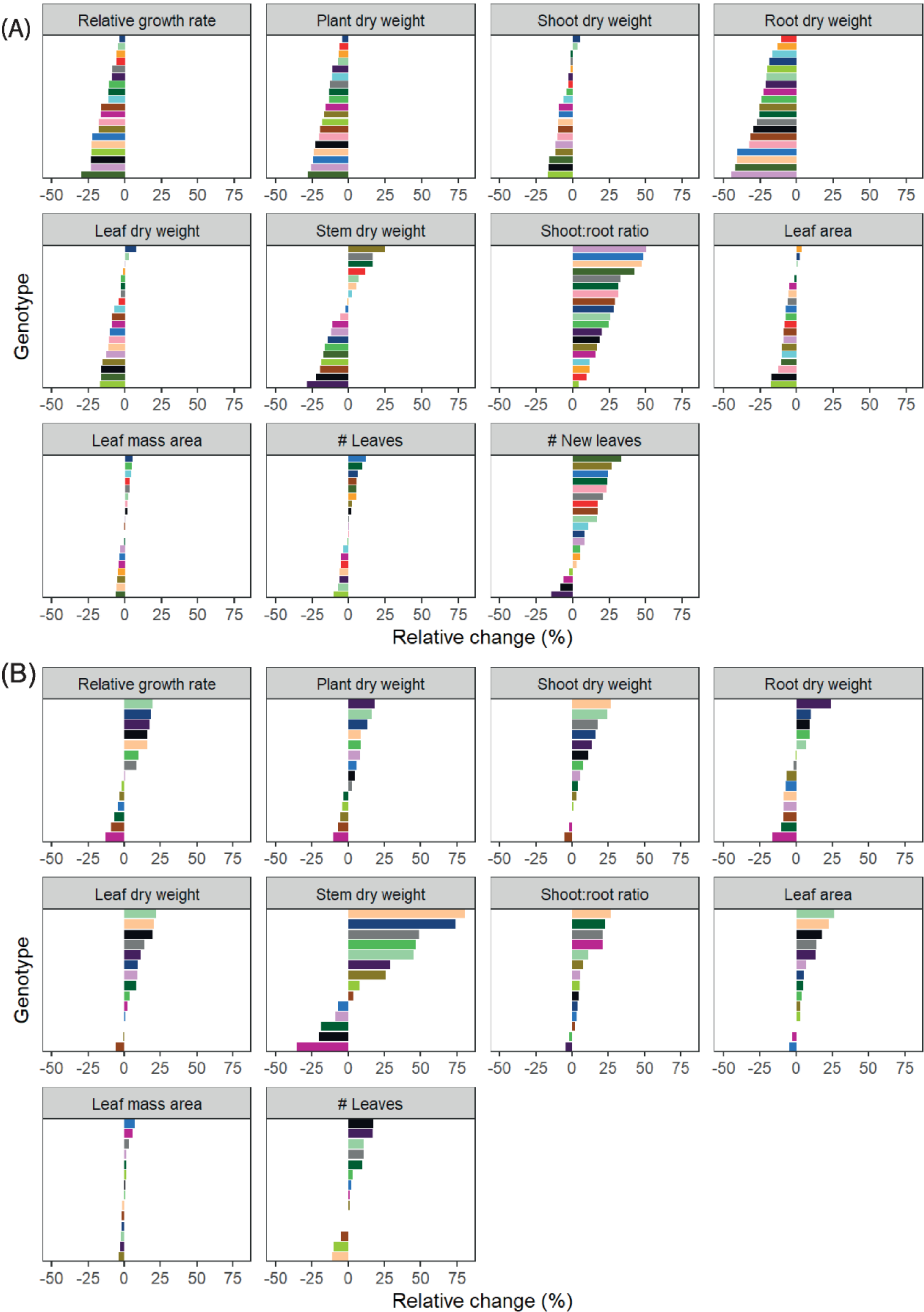 (A)
Relative growth rate Plant dry weight Shoot dry weight Root dry weight
-50 -25 0 25 50 75 -50 -25 0 25 50 75 -50 -25 0 25 50 75 -50 -25 0 25 50 75
Leaf dry weight Stem dry weight Shoot:root ratio Leaf area
Genotype
-50 -25 0 25 50 75 -50 -25 0 25 50 75 -50 -25 0 25 50 75 -50 -25 0 25 50 75
Leaf mass area # Leaves # New leaves
-50 -25 0 25 50 75 -50 -25 0 25 50 75 -50 -25 0 25 50 75
Relative change (%)
(B)
Relative growth rate Plant dry weight Shoot dry weight Root dry weight
-50 -25 0 25 50 75 -50 -25 0 25 50 75 -50 -25 0 25 50 75 -50 -25 0 25 50 75
Leaf dry weight Stem dry weight Shoot:root ratio Leaf area
Genotype
-50 -25 0 25 50 75 -50 -25 0 25 50 75 -50 -25 0 25 50 75 -50 -25 0 25 50 75
Leaf mass area # Leaves
-50 -25 0 25 50 75 -50 -25 0 25 50 75
Relative change (%)